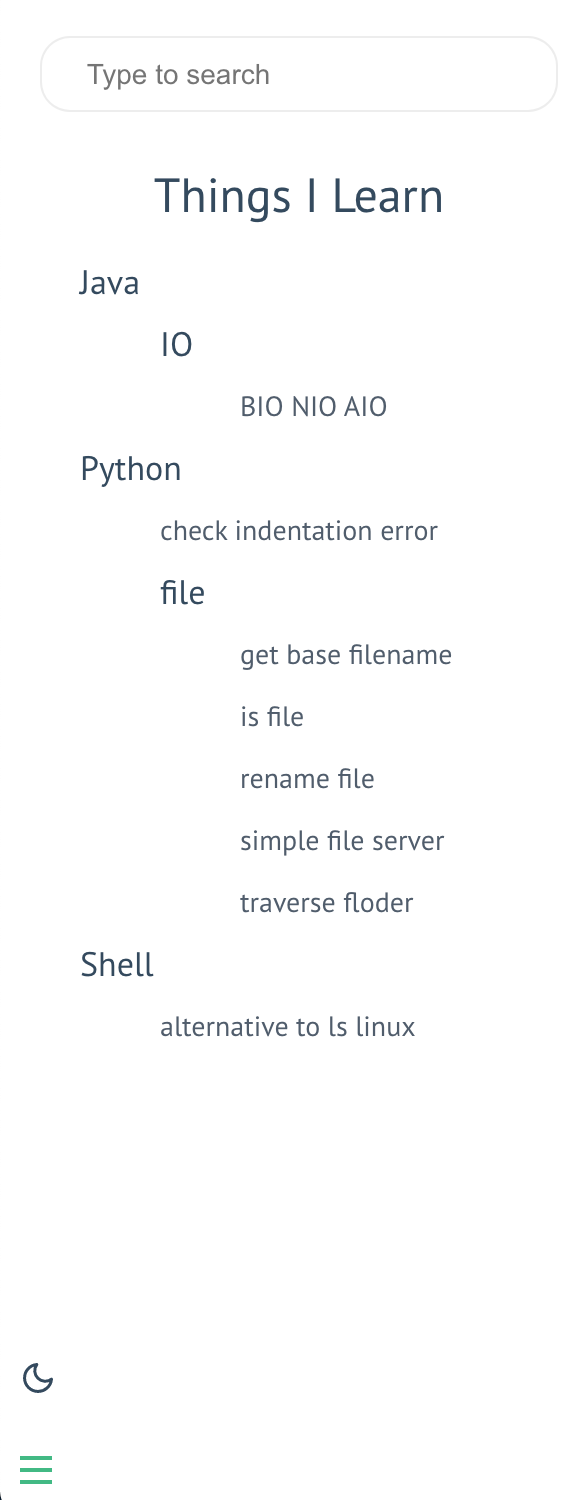 Type to search
Things I Learn
Java
IO
BIO NIO AIO
Python
check indentation error
file
get base filename
is file
rename file
simple file server
traverse floder
Shell
alternative to ls linux